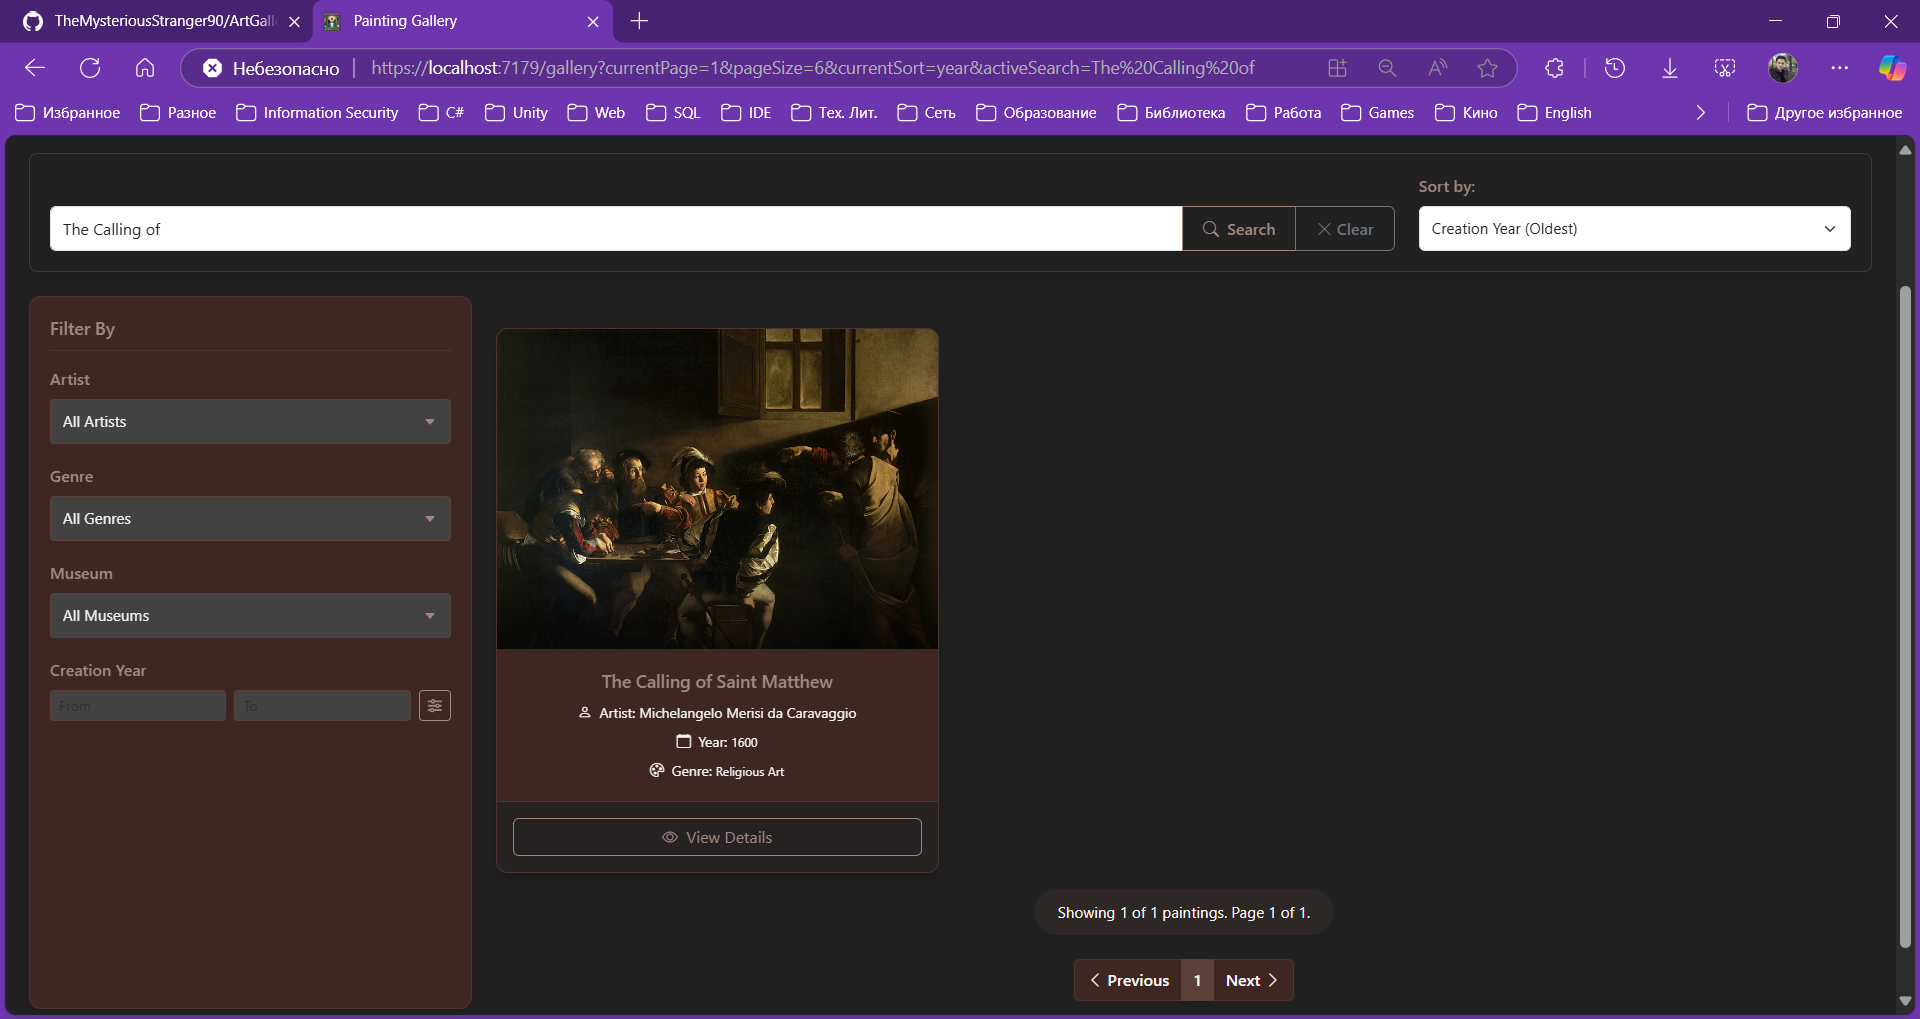 TheMysteriousStranger90/ArtGall
Painting Gallery
Небезопасно
https://localhost:7179/gallery?currentPage=1&pageSize=6&currentSort=year&activeSearch=The%20Calling%20of
Избранное
Разное
Information Security
C#
Unity
Web
SQL
IDE
Тех. Лит.
Сеть
Образование
Библиотека
Работа
Games
Кино
English
Другое избранное
Sort by:
The Calling of
Search
Clear
Creation Year (Oldest)
Filter By
Artist
All Artists
Genre
All Genres
Museum
All Museums
Creation Year
From
To
The Calling of Saint Matthew
Artist: Michelangelo Merisi da Caravaggio
Year: 1600
Genre: Religious Art
View Details
Showing 1 of 1 paintings. Page 1 of 1.
Previous
1
Next